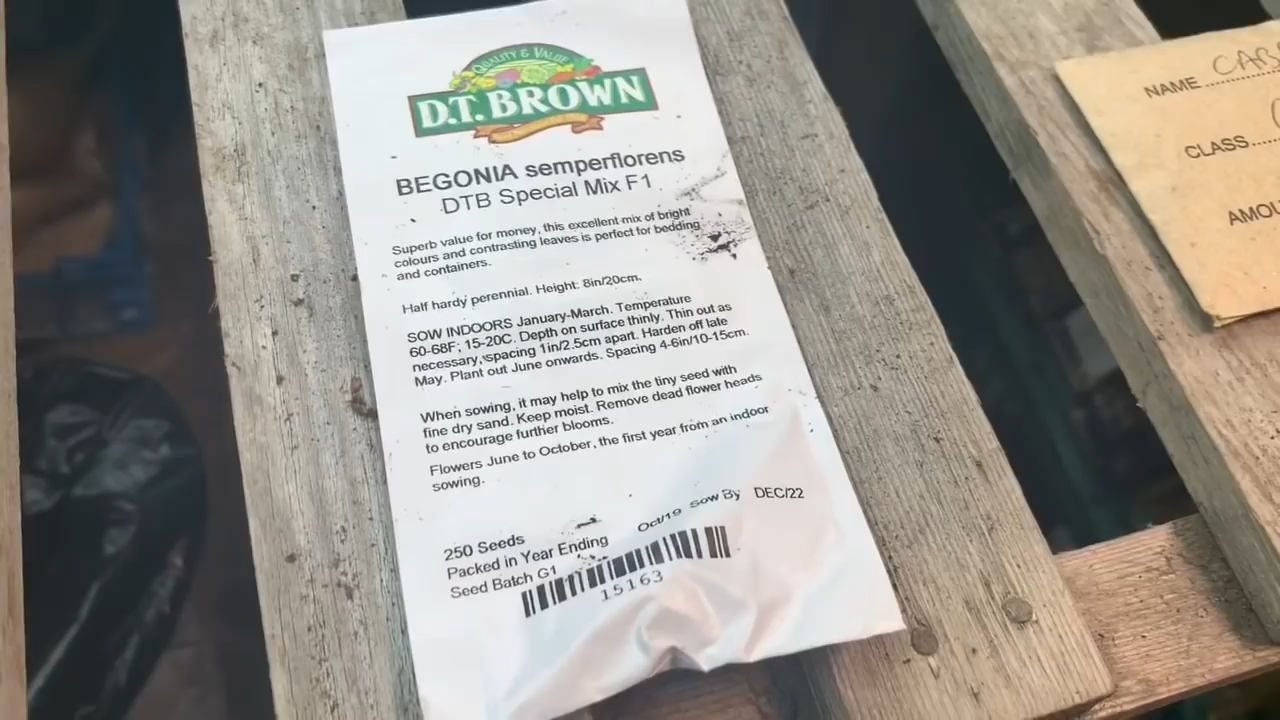 QUALITY & VALUE
D.T. BROWN
BEGONIA semperflorens
DTB Special Mix F1
Superb value for money, this excellent mix of bright
colours and contrasting leaves is perfect for bedding
and containers.
Half hardy perennial. Height: 8in/20cm.
SOW INDOORS January-March. Temperature
60-68F; 15-20C. Depth on surface thinly. Thin out as
necessary, spacing 1in/2.5cm apart. Harden off late
May. Plant out June onwards. Spacing 4-6in/10-15cm.
When sowing, it may help to mix the tiny seed with
fine dry sand. Keep moist. Remove dead flower heads
to encourage further blooms.
Flowers June to October, the first year from an indoor
sowing.
250 Seeds
Packed in Year Ending Oct/19 Sow By DEC/22
Seed Batch G1
15163
NAME CAB
CLASS
AMOU